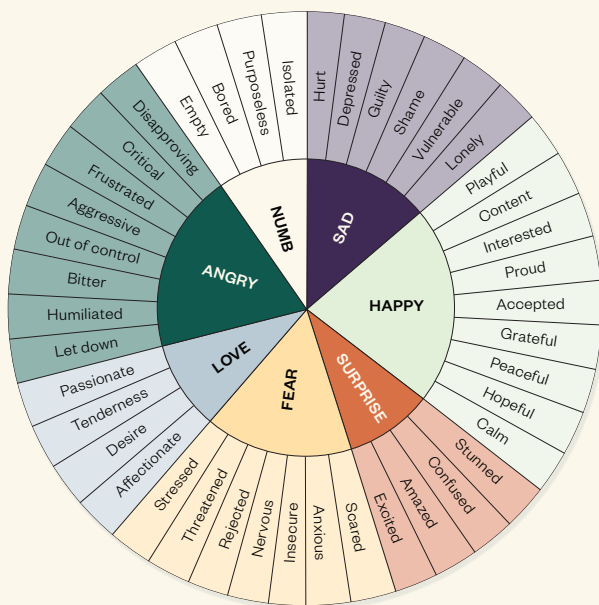 SAD
Hurt
Depressed
Guilty
Shame
Vulnerable
Lonely
HAPPY
Playful
Content
Interested
Proud
Accepted
Grateful
Peaceful
Hopeful
Calm
SURPRISE
Stunned
Confused
Amazed
Excited
FEAR
Scared
Anxious
Insecure
Nervous
Rejected
Threatened
Stressed
LOVE
Affectionate
Desire
Tenderness
Passionate
ANGRY
Let down
Humiliated
Bitter
Out of control
Aggressive
Frustrated
Critical
Disapproving
NUMB
Empty
Bored
Purposeless
Isolated